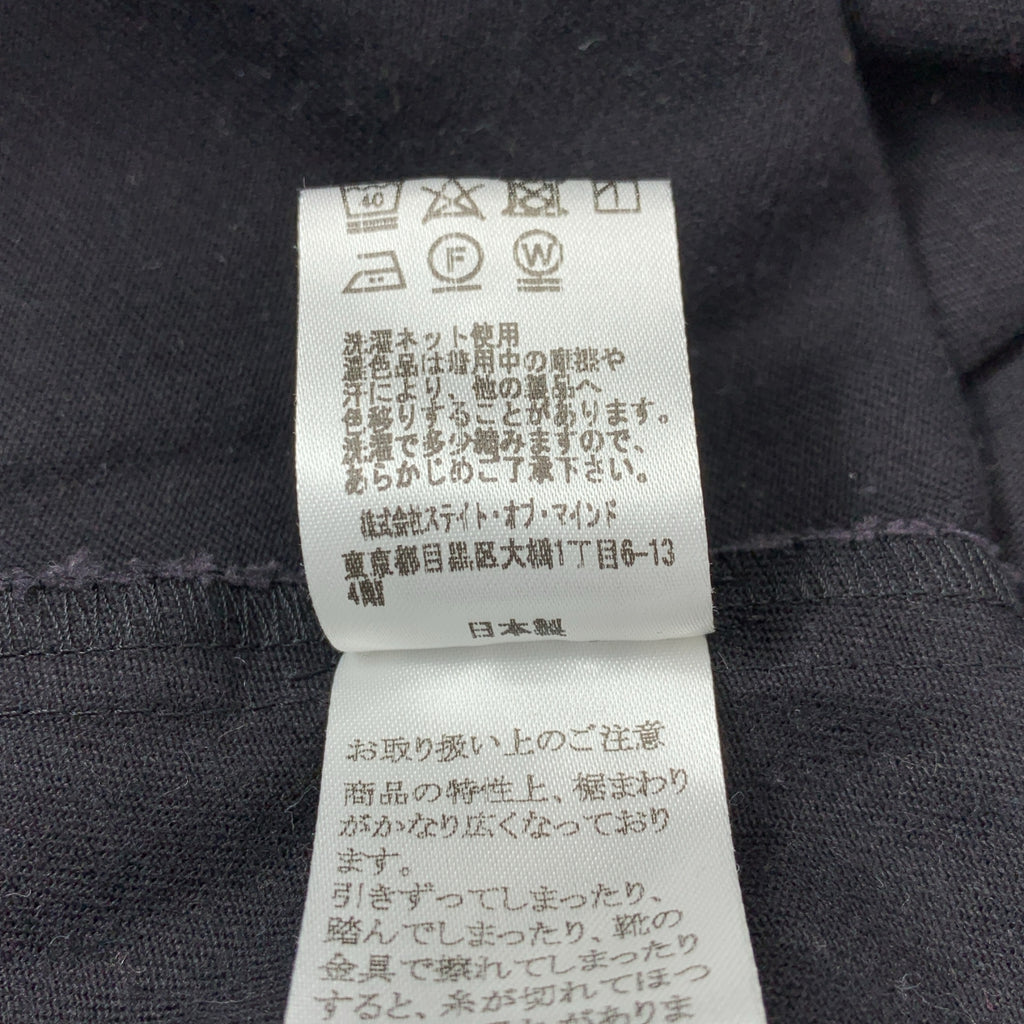 40
F W
洗濯ネット使用
濃色品は着用中の摩擦や
汗により、他の製品へ
色移りすることがあります。
洗濯で多少縮みますので、
あらかじめご了承下さい。
株式会社ステイト・オブ・マインド
東京都目黒区大橋1丁目6-13
4階
日本製
お取り扱い上のご注意
商品の特性上、裾まわり
がかなり広くなっており
ます。
引きずってしまったり、
踏んでしまったり、靴の
金具で擦れてしまったり
すると、糸が切れてほつ
とがありま